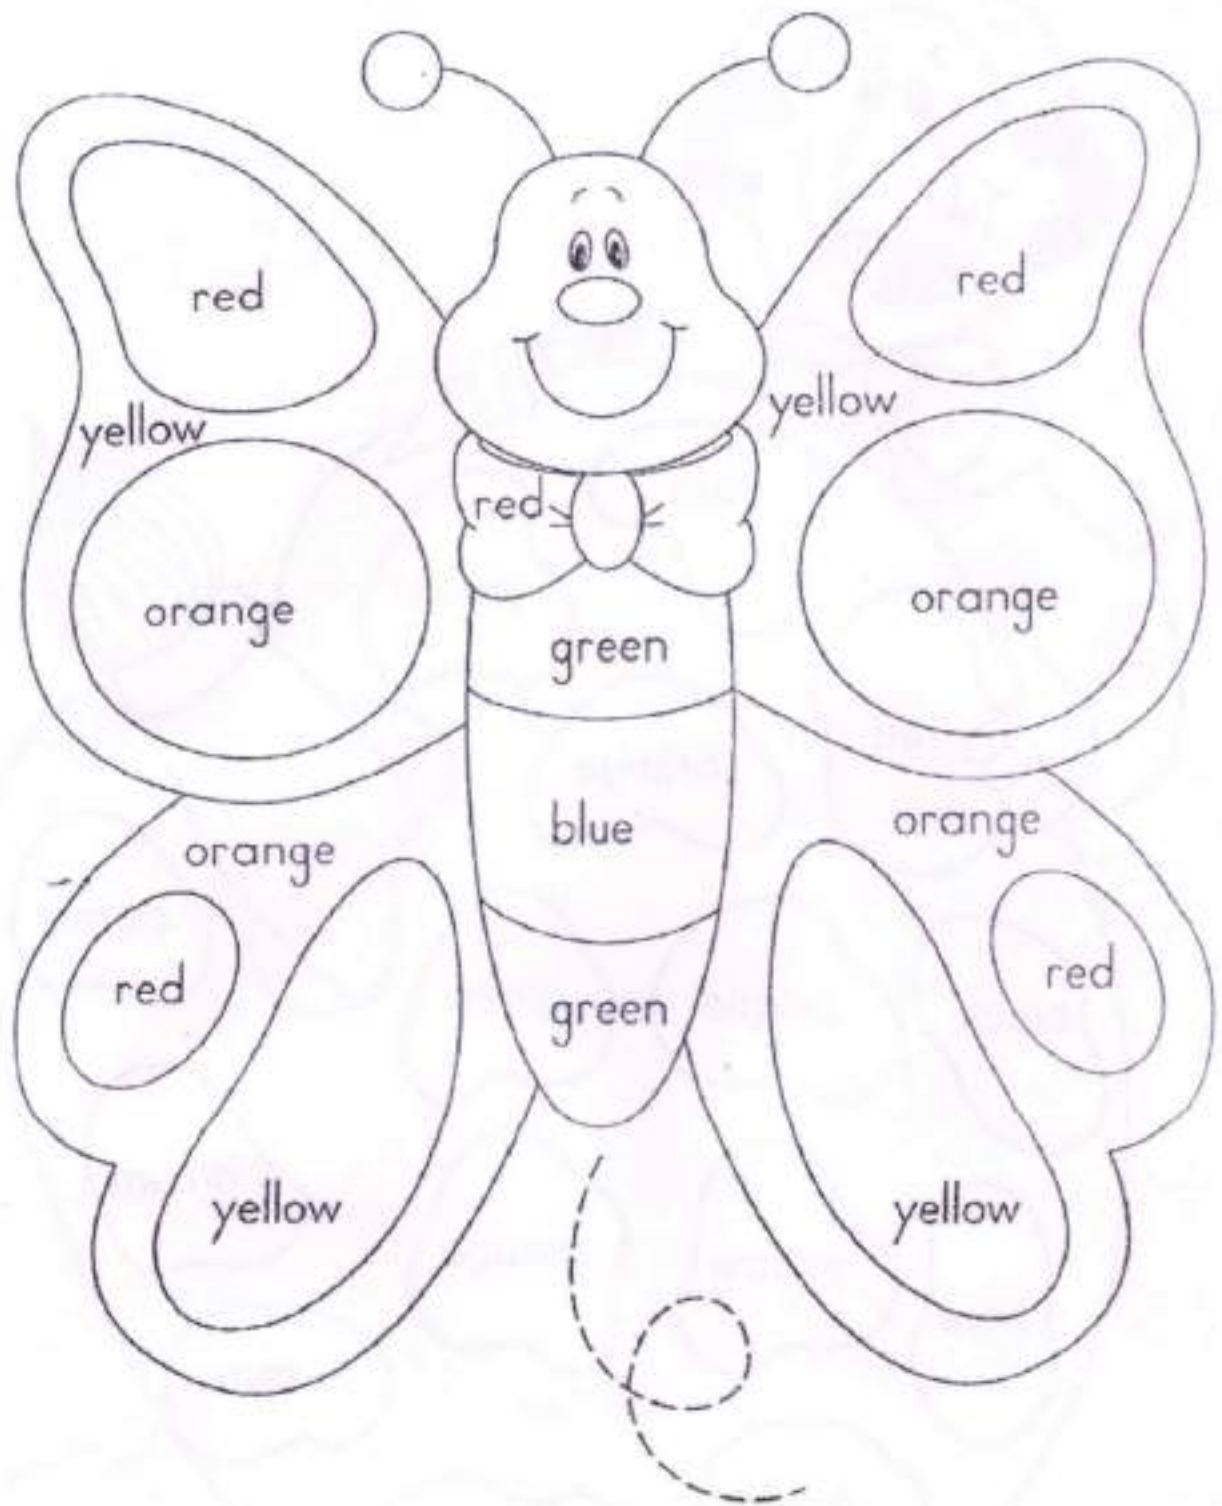 red
red
yellow
yellow
red
orange
orange
green
blue
orange
orange
red
red
green
yellow
yellow